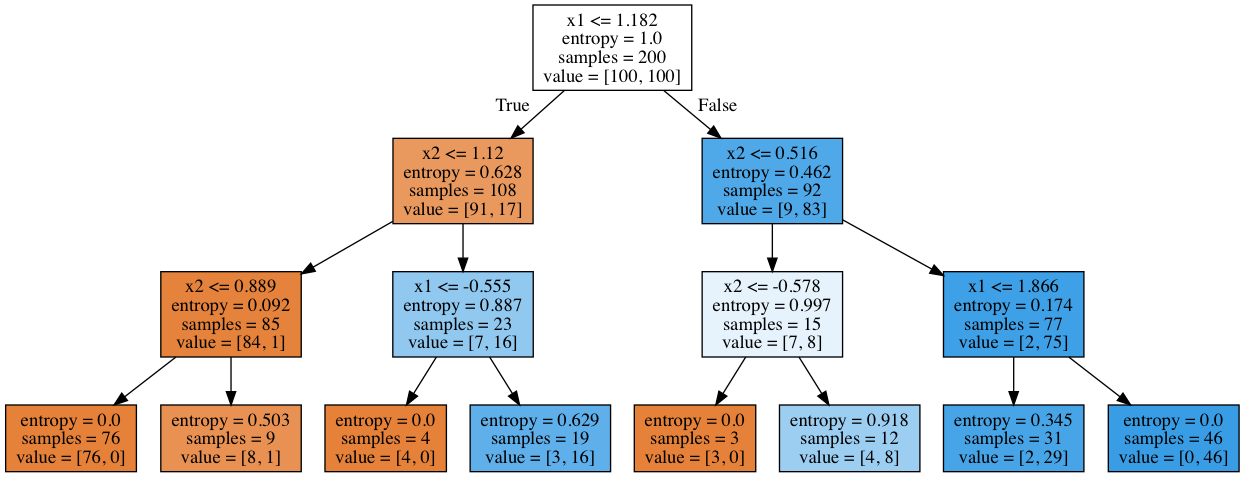 x1 <= 1.182
entropy = 1.0
samples = 200
value = [100, 100]
True
False
x2 <= 1.12
entropy = 0.628
samples = 108
value = [91, 17]
x2 <= 0.516
entropy = 0.462
samples = 92
value = [9, 83]
x2 <= 0.889
entropy = 0.092
samples = 85
value = [84, 1]
x1 <= -0.555
entropy = 0.887
samples = 23
value = [7, 16]
x2 <= -0.578
entropy = 0.997
samples = 15
value = [7, 8]
x1 <= 1.866
entropy = 0.174
samples = 77
value = [2, 75]
entropy = 0.0
samples = 76
value = [76, 0]
entropy = 0.503
samples = 9
value = [8, 1]
entropy = 0.0
samples = 4
value = [4, 0]
entropy = 0.629
samples = 19
value = [3, 16]
entropy = 0.0
samples = 3
value = [3, 0]
entropy = 0.918
samples = 12
value = [4, 8]
entropy = 0.345
samples = 31
value = [2, 29]
entropy = 0.0
samples = 46
value = [0, 46]